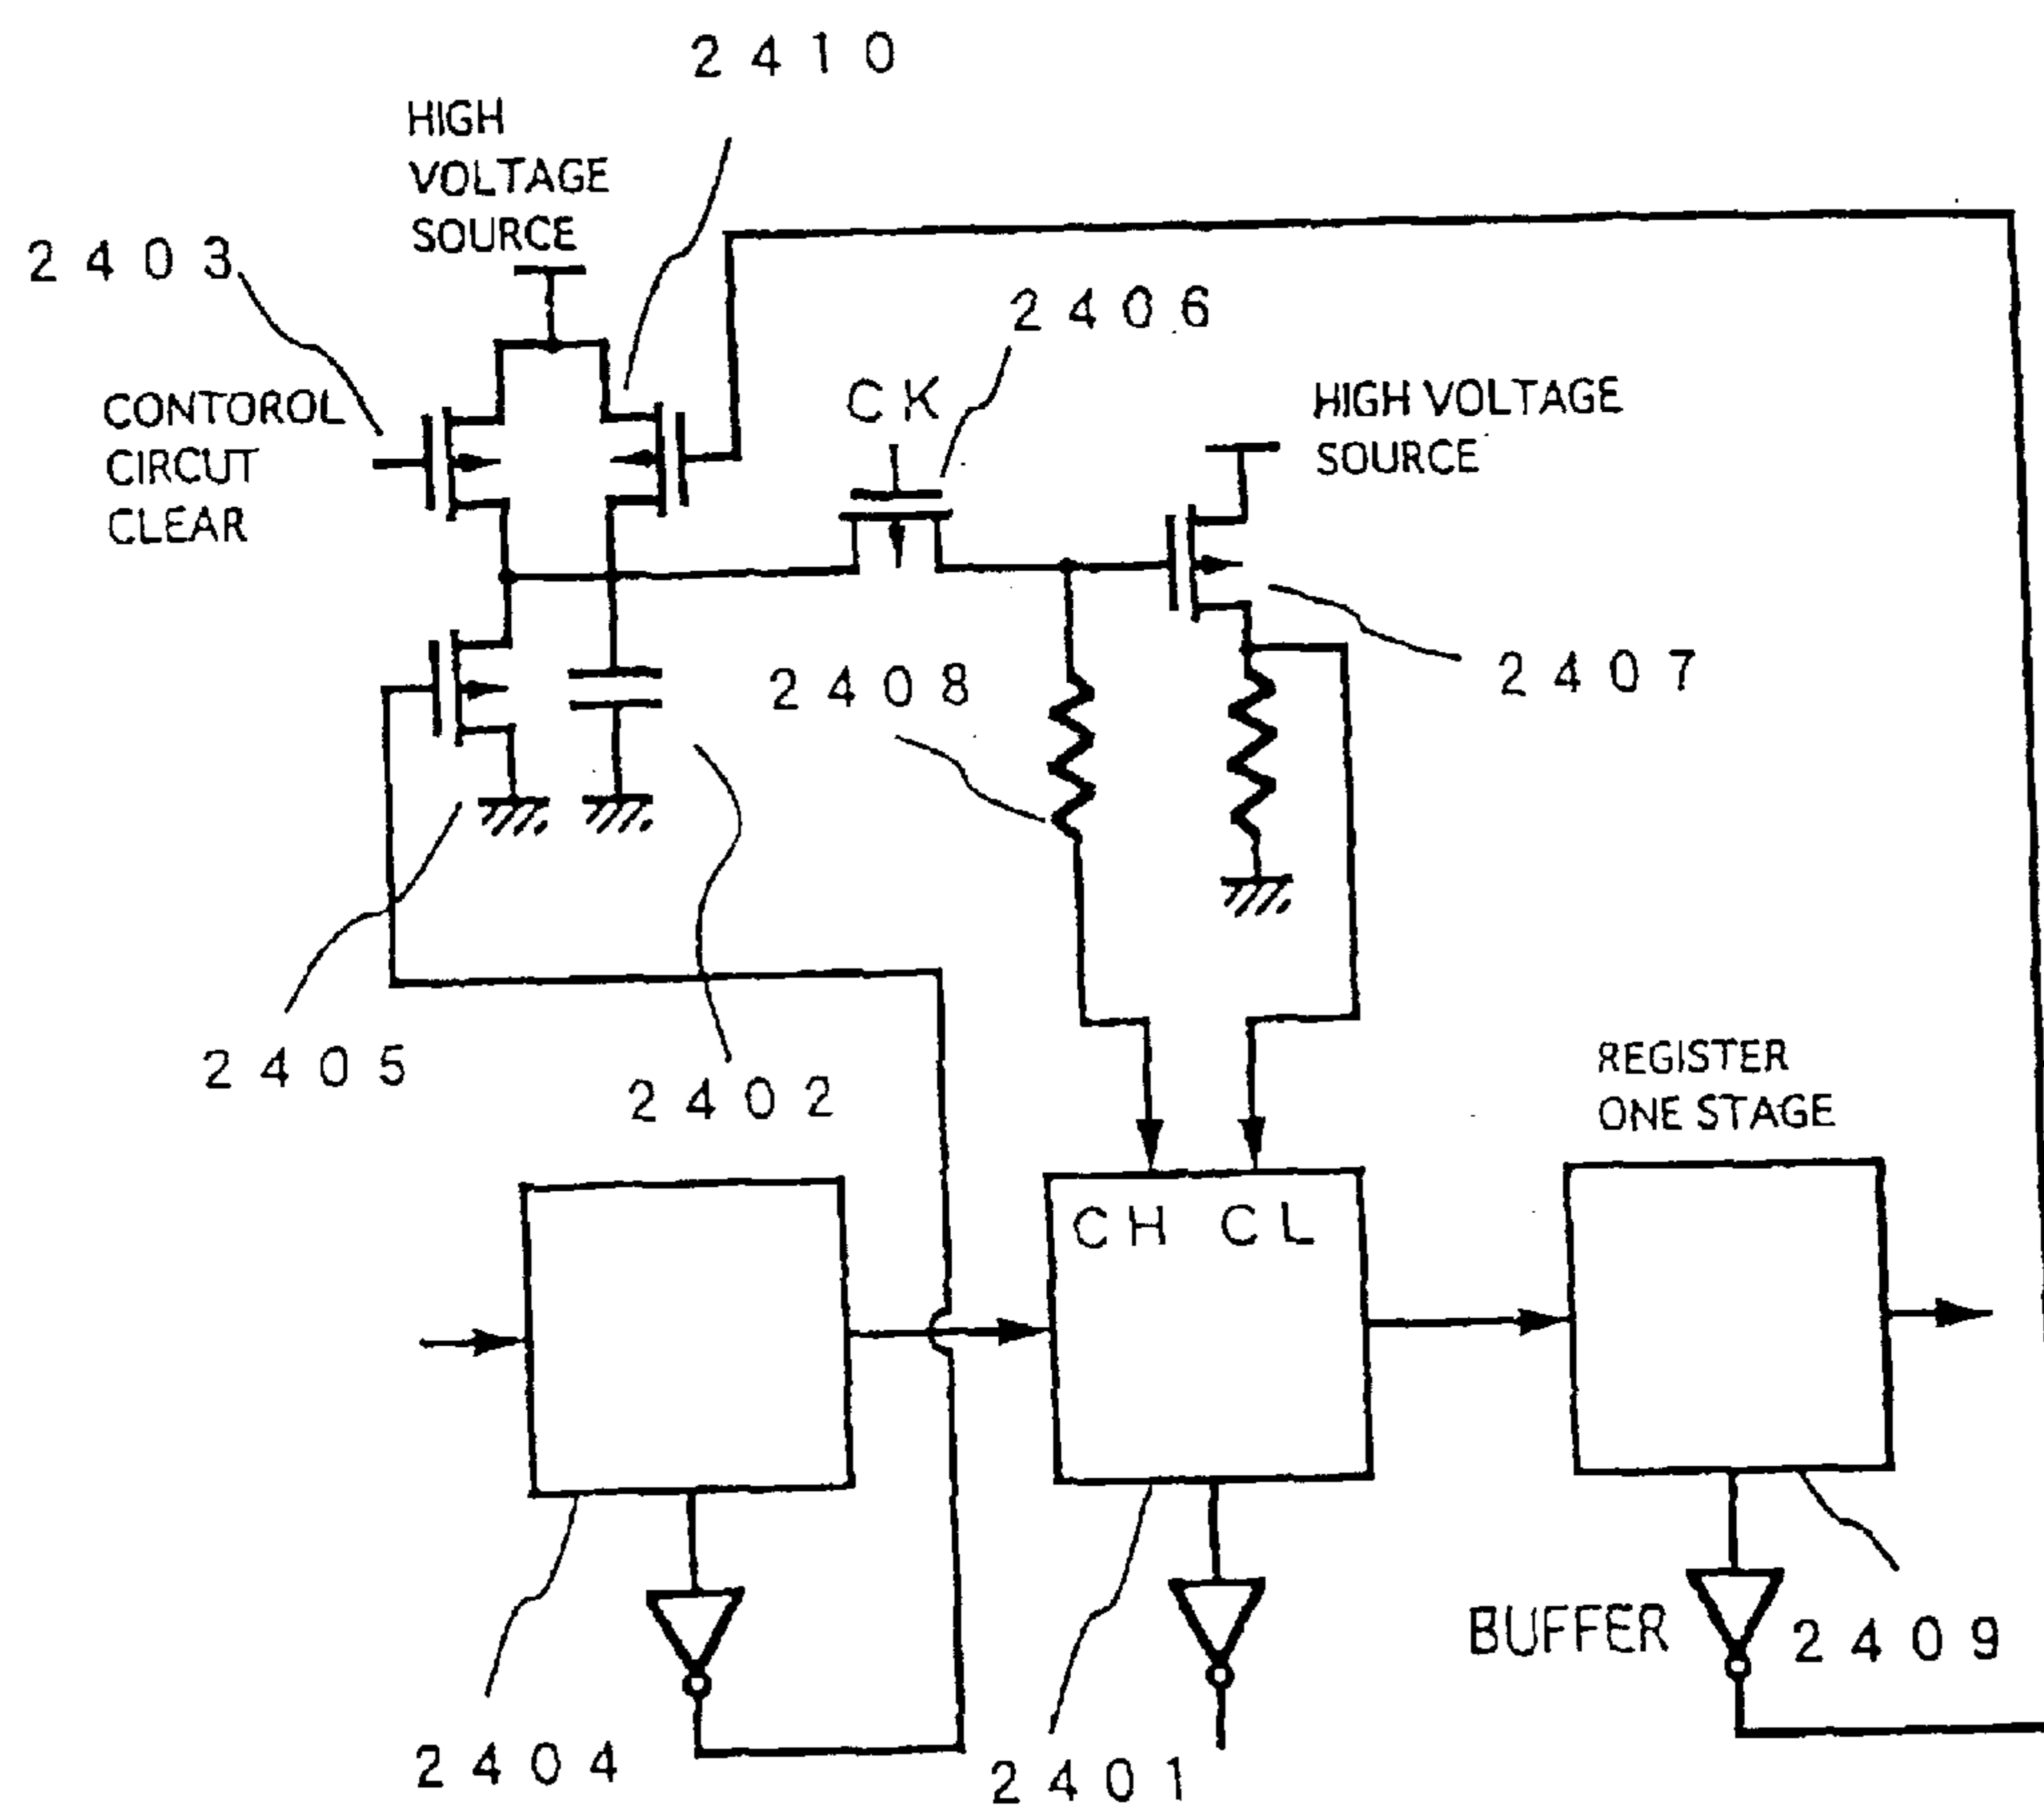 2410
HIGH
VOLTAGE
SOURCE
2403
2406
CONTOROL
CIRCUT
CLEAR
CK
HIGH VOLTAGE
SOURCE
2408
2407
2405
2402
REGISTER
ONE STAGE
CH CL
BUFFER
2409
2404
2401